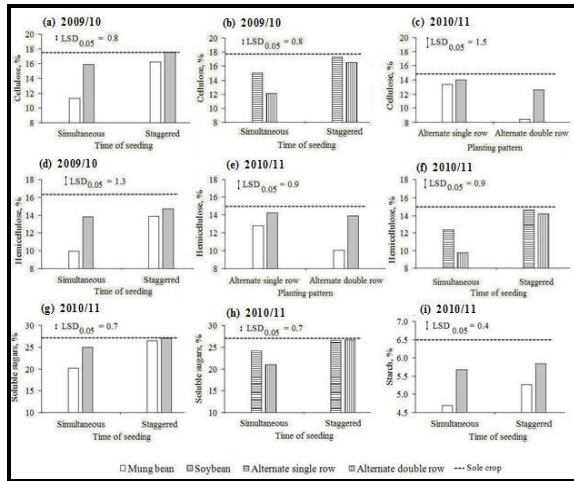 (a) 2009/10
LSD0.05 = 0.8
Cellulose, %
20
18
16
14
12
10
8
Simultaneous Staggered
Time of seeding
(b) 2009/10
LSD0.05 = 0.8
Cellulose, %
20
18
16
14
12
10
8
Simultaneous Staggered
Time of seeding
(c) 2010/11
LSD0.05 = 1.5
Cellulose, %
20
18
16
14
12
10
8
Alternate single row Alternate double row
Planting pattern
(d) 2009/10
LSD0.05 = 1.3
Hemicellulose, %
18
16
14
12
10
8
Simultaneous Staggered
Time of seeding
(e) 2010/11
LSD0.05 = 0.9
Hemicellulose, %
18
16
14
12
10
8
Alternate single row Alternate double row
Planting pattern
(f) 2010/11
LSD0.05 = 0.9
Hemicellulose, %
18
16
14
12
10
8
Simultaneous Staggered
Time of seeding
(g) 2010/11
LSD0.05 = 0.7
Soluble sugars, %
30
25
20
15
10
Simultaneous Staggered
Time of seeding
(h) 2010/11
LSD0.05 = 0.7
Soluble sugars, %
30
25
20
15
10
Simultaneous Staggered
Time of seeding
(i) 2010/11
LSD0.05 = 0.4
Starch, %
7.0
6.5
6.0
5.5
5.0
4.5
Simultaneous Staggered
Time of seeding
Mung bean Soybean Alternate single row Alternate double row Sole crop